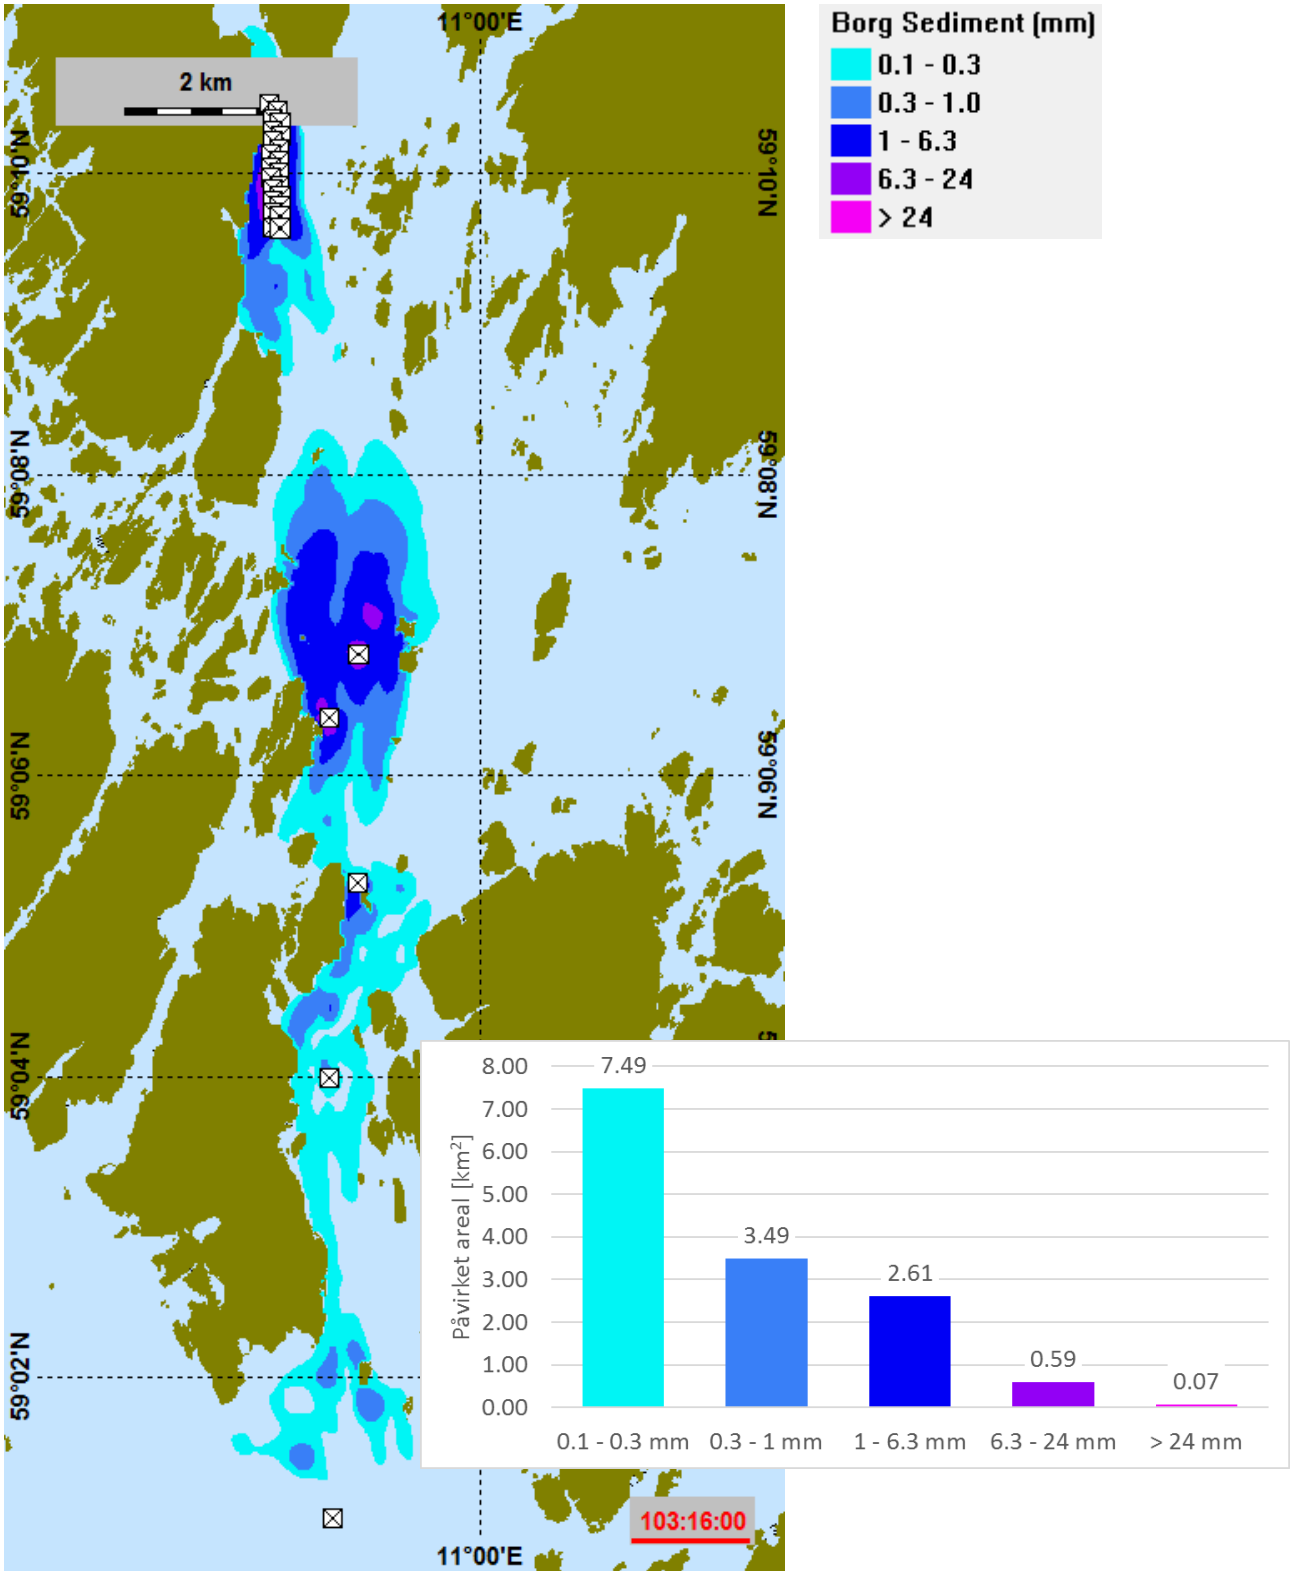 11°00'E
2 km
59°10'N
59°10'N
59°08'N
59°08'N
59°06'N
59°06'N
59°04'N
5
59°02'N
11°00'E
103:16:00
Borg Sediment (mm)
0.1 - 0.3
0.3 - 1.0
1 - 6.3
6.3 - 24
> 24
Påvirket areal [km²]
8.00
7.00
6.00
5.00
4.00
3.00
2.00
1.00
0.00
7.49
3.49
2.61
0.59
0.07
0.1 - 0.3 mm
0.3 - 1 mm
1 - 6.3 mm
6.3 - 24 mm
> 24 mm